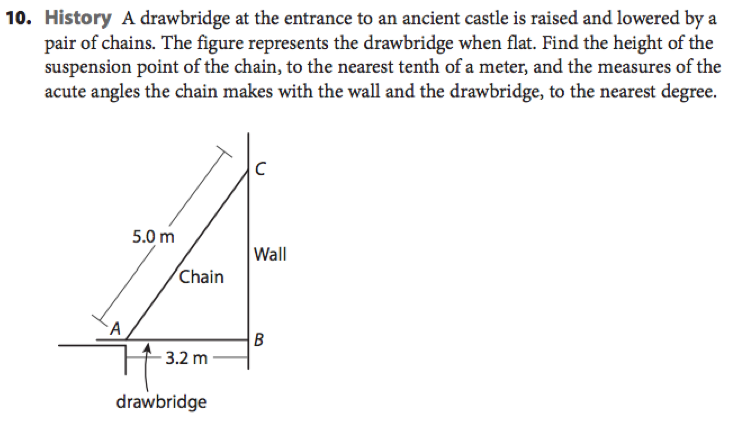 10. History A drawbridge at the entrance to an ancient castle is raised and lowered by a
pair of chains. The figure represents the drawbridge when flat. Find the height of the
suspension point of the chain, to the nearest tenth of a meter, and the measures of the
acute angles the chain makes with the wall and the drawbridge, to the nearest degree.
C
5.0 m
Wall
Chain
A
B
3.2 m
drawbridge